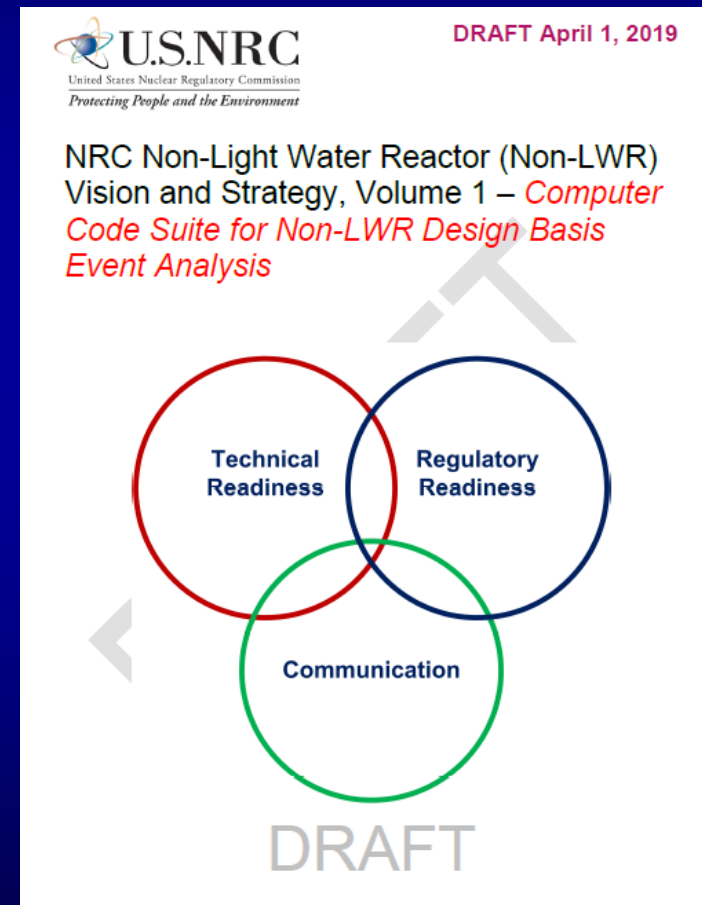 DRAFT April 1, 2019
U.S.NRC
United States Nuclear Regulatory Commission
Protecting People and the Environment
NRC Non-Light Water Reactor (Non-LWR)
Vision and Strategy, Volume 1 – Computer
Code Suite for Non-LWR Design Basis
Event Analysis
Technical
Readiness
Regulatory
Readiness
Communication
DRAFT